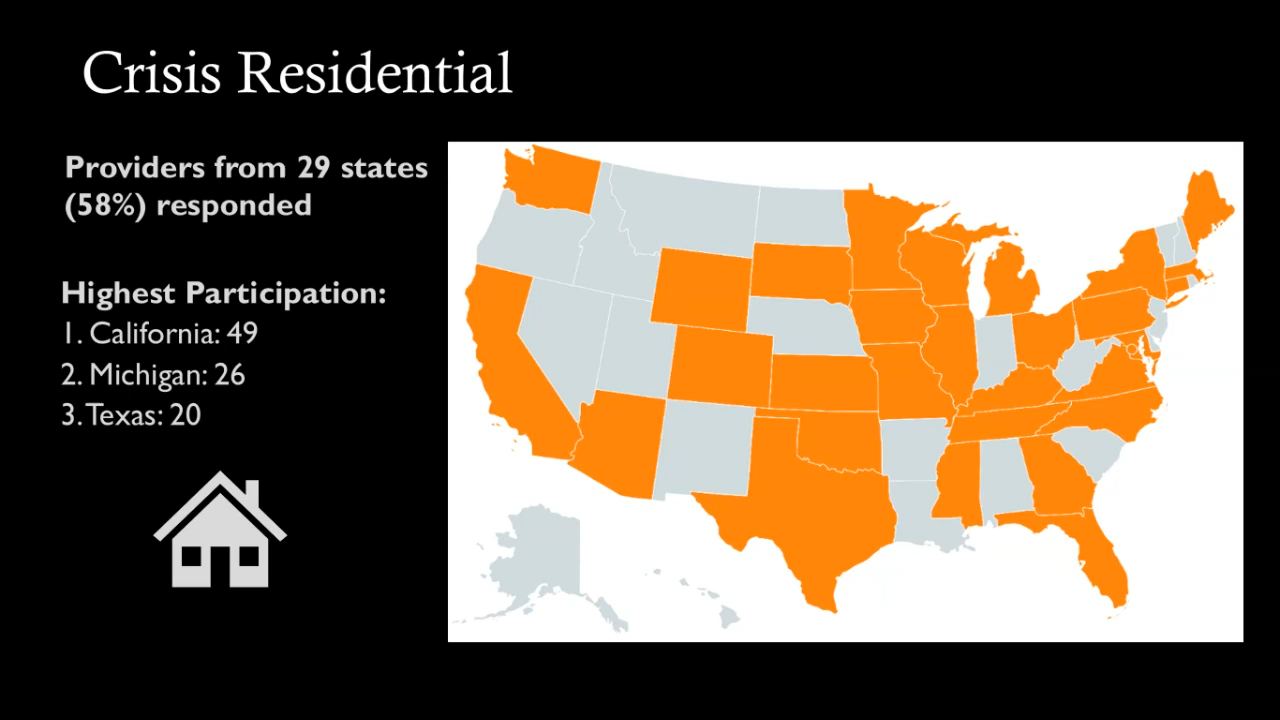 Crisis Residential
Providers from 29 states
(58%) responded
Highest Participation:
1. California: 49
2. Michigan: 26
3. Texas: 20